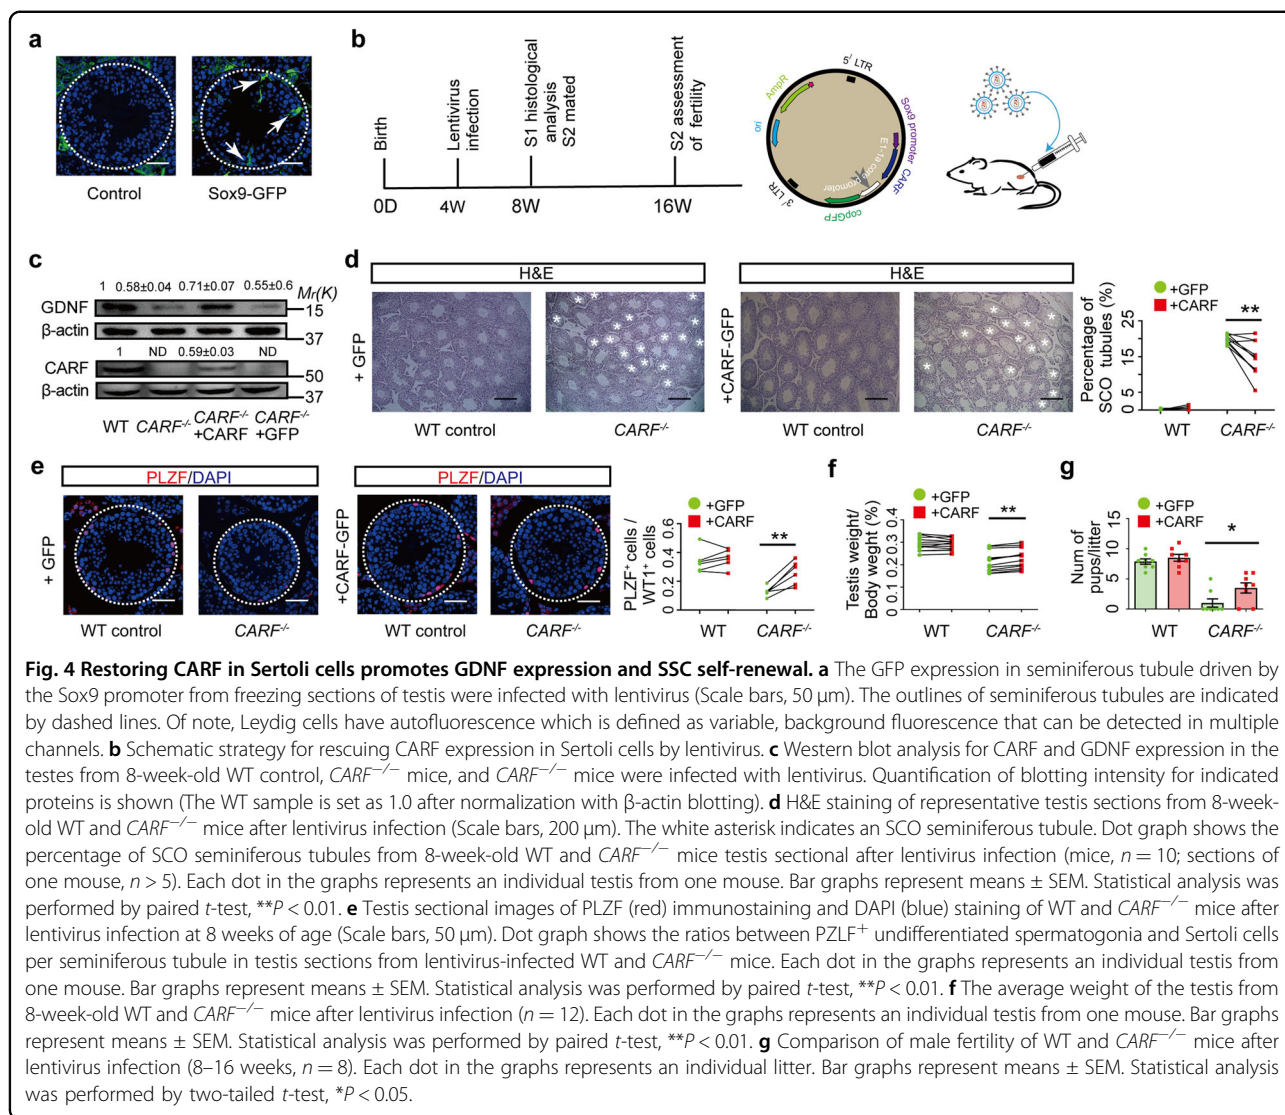 a
Control
Sox9-GFP
b
Birth
Lentivirus
infection
S1 histological
analysis
S2 mated
S2 assessment
of fertility
0D
4W
8W
16W
5′ LTR
AmpR
ori
Sox9 promoter
CARF
E1-1a core promoter
copGFP
3′ LTR
c
1 0.58±0.04 0.71±0.07 0.55±0.6
Mr(K)
GDNF
15
β-actin
37
1 ND 0.59±0.03 ND
CARF
50
β-actin
37
WT CARF-/- CARF-/- +CARF CARF-/- +GFP
d
H&E
H&E
+ GFP
+CARF-GFP
WT control
CARF-/-
WT control
CARF-/-
+GFP
+CARF
Percentage of
SCO tubules (%)
25
15
5
0
**
WT
CARF-/-
e
PLZF/DAPI
PLZF/DAPI
+ GFP
+CARF-GFP
WT control
CARF-/-
WT control
CARF-/-
+GFP
+CARF
PLZF+ cells /
WT1+ cells
0.6
0.4
0.2
0
**
WT
CARF-/-
f
+GFP
+CARF
Testis weight/
Body weght (%)
0.4
0.3
0.2
0.1
0
**
WT
CARF-/-
g
+GFP
+CARF
Num of
pups/litter
15
10
5
0
*
WT
CARF-/-
Fig. 4 Restoring CARF in Sertoli cells promotes GDNF expression and SSC self-renewal. a The GFP expression in seminiferous tubule driven by
the Sox9 promoter from freezing sections of testis were infected with lentivirus (Scale bars, 50 μm). The outlines of seminiferous tubules are indicated
by dashed lines. Of note, Leydig cells have autofluorescence which is defined as variable, background fluorescence that can be detected in multiple
channels. b Schematic strategy for rescuing CARF expression in Sertoli cells by lentivirus. c Western blot analysis for CARF and GDNF expression in the
testes from 8-week-old WT control, CARF−/− mice, and CARF−/− mice were infected with lentivirus. Quantification of blotting intensity for indicated
proteins is shown (The WT sample is set as 1.0 after normalization with β-actin blotting). d H&E staining of representative testis sections from 8-week-
old WT and CARF−/− mice after lentivirus infection (Scale bars, 200 μm). The white asterisk indicates an SCO seminiferous tubule. Dot graph shows the
percentage of SCO seminiferous tubules from 8-week-old WT and CARF−/− mice testis sectional after lentivirus infection (mice, n = 10; sections of
one mouse, n > 5). Each dot in the graphs represents an individual testis from one mouse. Bar graphs represent means ± SEM. Statistical analysis was
performed by paired t-test, **P < 0.01. e Testis sectional images of PLZF (red) immunostaining and DAPI (blue) staining of WT and CARF−/− mice after
lentivirus infection at 8 weeks of age (Scale bars, 50 μm). Dot graph shows the ratios between PZLF+ undifferentiated spermatogonia and Sertoli cells
per seminiferous tubule in testis sections from lentivirus-infected WT and CARF−/− mice. Each dot in the graphs represents an individual testis from
one mouse. Bar graphs represent means ± SEM. Statistical analysis was performed by paired t-test, **P < 0.01. f The average weight of the testis from
8-week-old WT and CARF−/− mice after lentivirus infection (n = 12). Each dot in the graphs represents an individual testis from one mouse. Bar graphs
represent means ± SEM. Statistical analysis was performed by paired t-test, **P < 0.01. g Comparison of male fertility of WT and CARF−/− mice after
lentivirus infection (8–16 weeks, n = 8). Each dot in the graphs represents an individual litter. Bar graphs represent means ± SEM. Statistical analysis
was performed by two-tailed t-test, *P < 0.05.